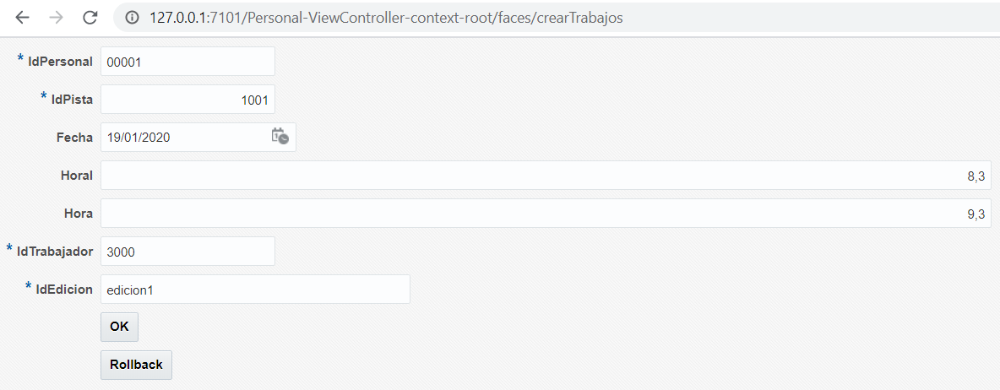 127.0.0.1:7101/Personal-ViewController-context-root/faces/crearTrabajos
* IdPersonal 00001
* IdPista 1001
Fecha 19/01/2020
HoraI 8,3
Hora 9,3
* IdTrabajador 3000
* IdEdicion edicion1
OK
Rollback